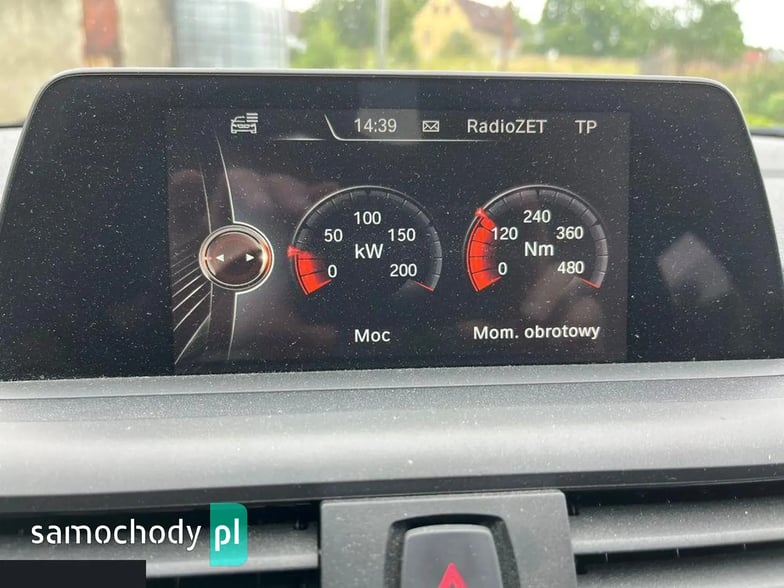 14:39 RadioZET TP
100 240
50 150 120 360
kW Nm
0 200 0 480
Moc Mom. obrotowy
samochody pl